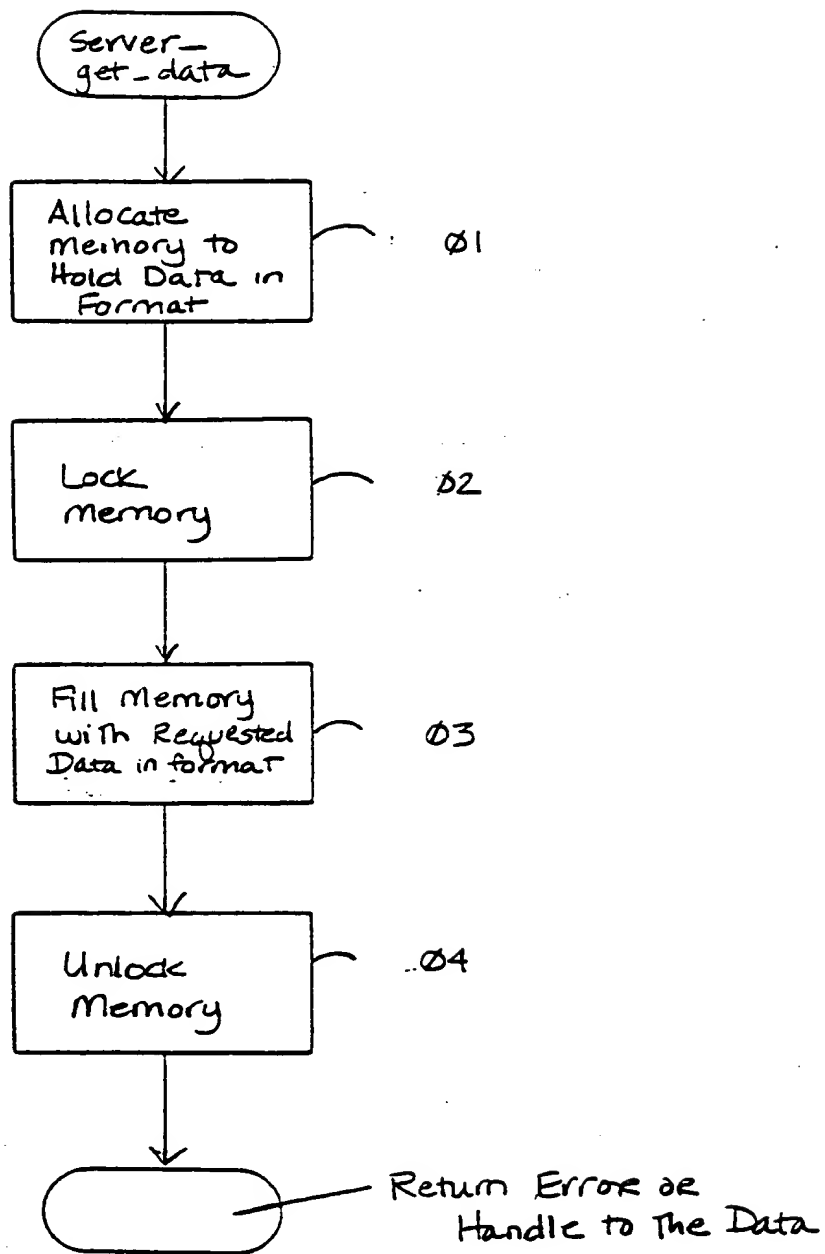 Server_
get_data
Allocate
Memory to
Hold Data in
Format
Ø1
Lock
Memory
Ø2
Fill Memory
with Requested
Data in format
Ø3
Unlock
Memory
Ø4
Return Error or
Handle to The Data